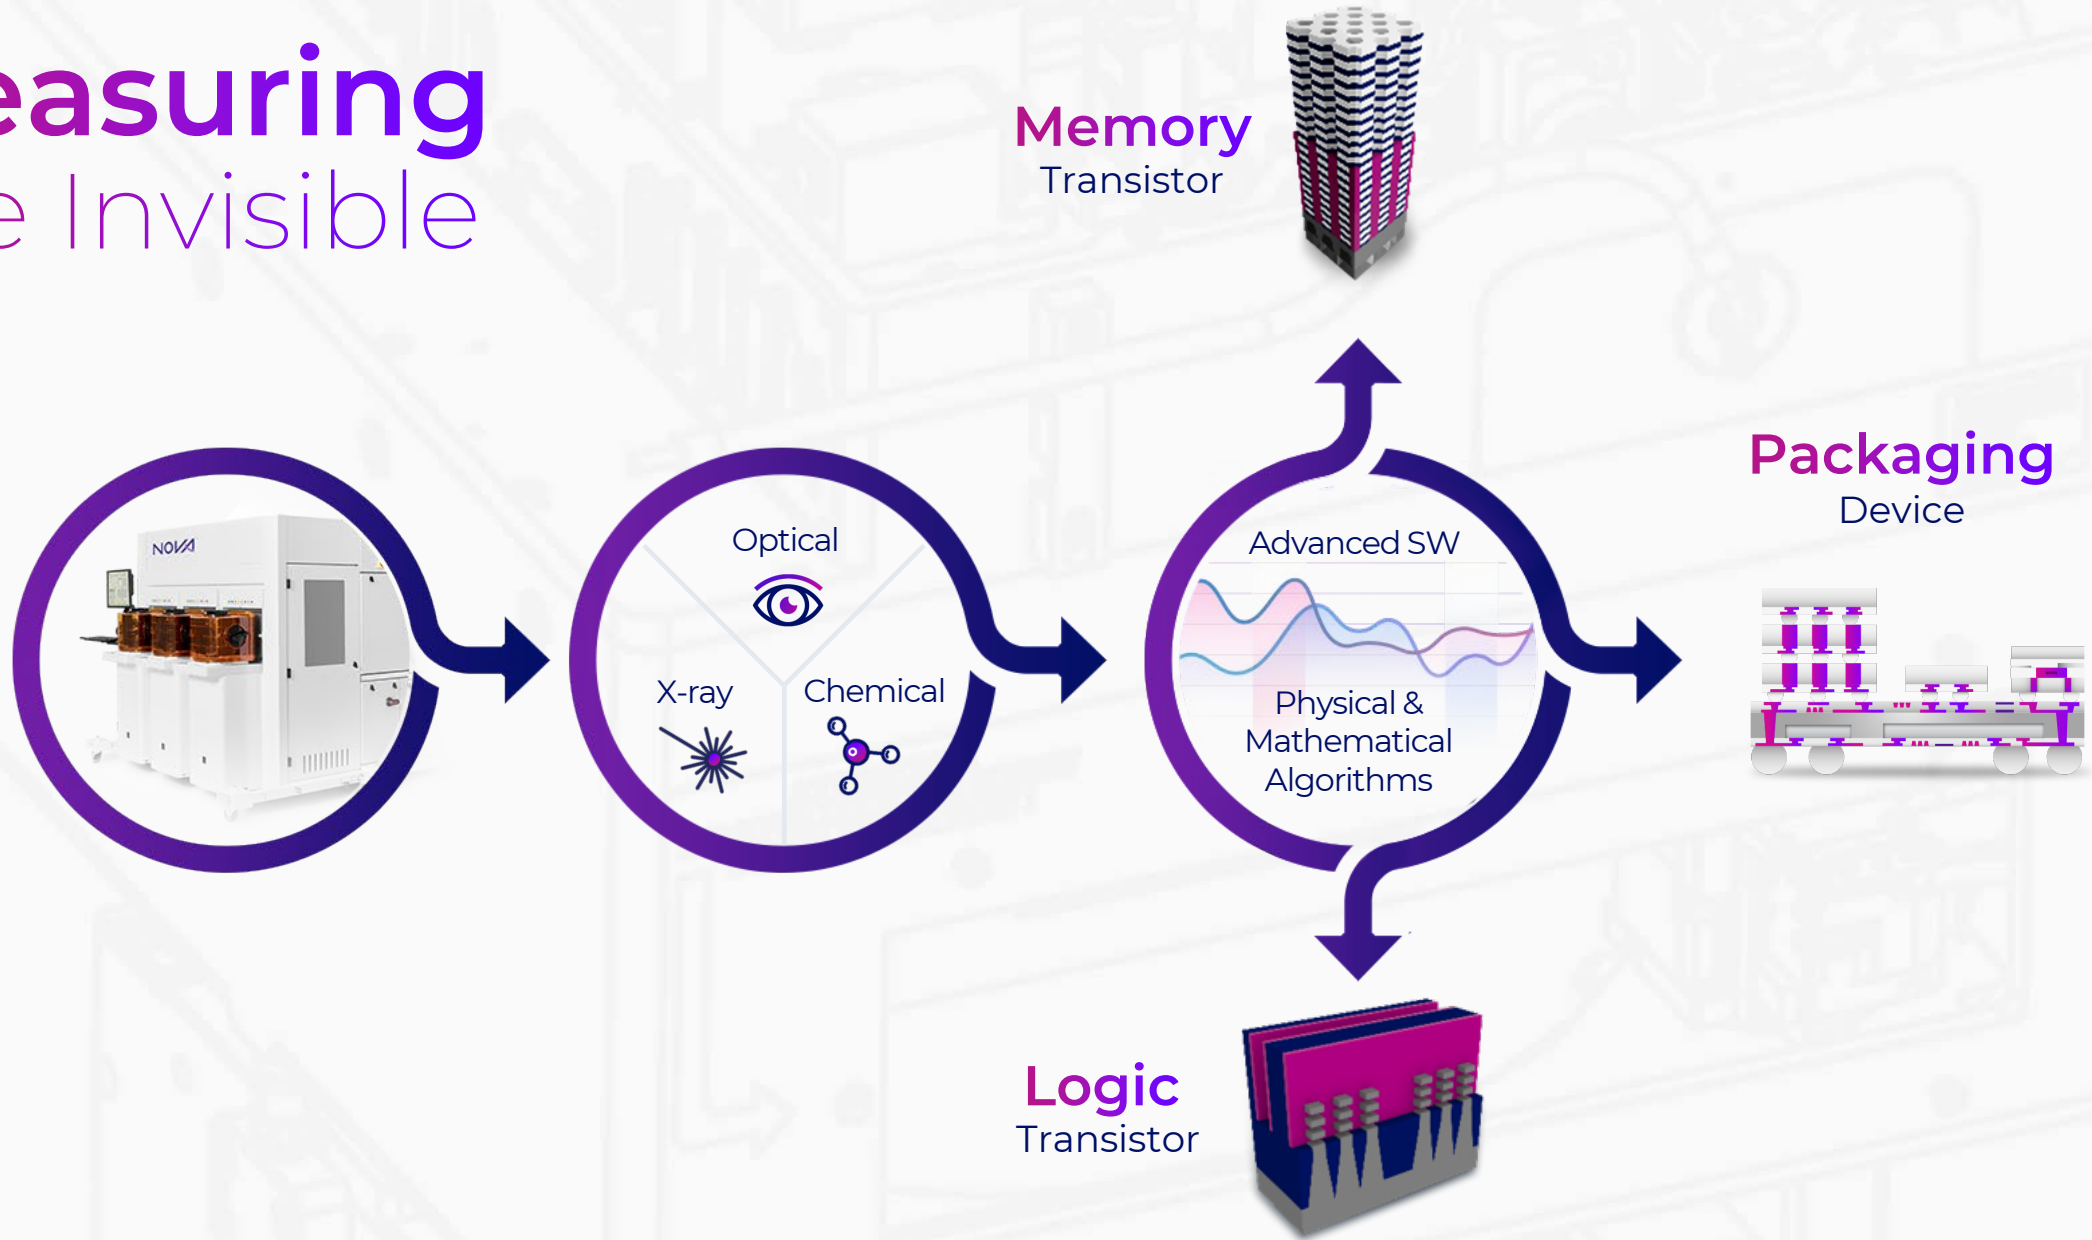 easuring
e Invisible
Memory
Transistor
Packaging
Device
NOVA
Optical
X-ray
Chemical
Advanced SW
Physical &
Mathematical
Algorithms
Logic
Transistor